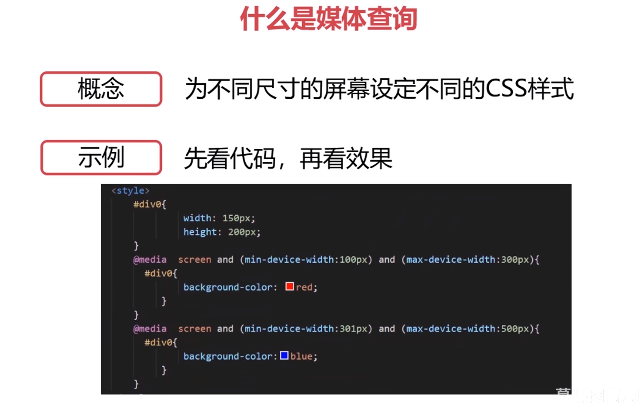 什么是媒体查询
概念 为不同尺寸的屏幕设定不同的CSS样式
示例 先看代码，再看效果
<style>
#div0{
width: 150px;
height: 200px;
}
@media screen and (min-device-width:100px) and (max-device-width:300px){
#div0{
background-color: red;
}
}
@media screen and (min-device-width:301px) and (max-device-width:500px){
#div0{
background-color:blue;
}
}